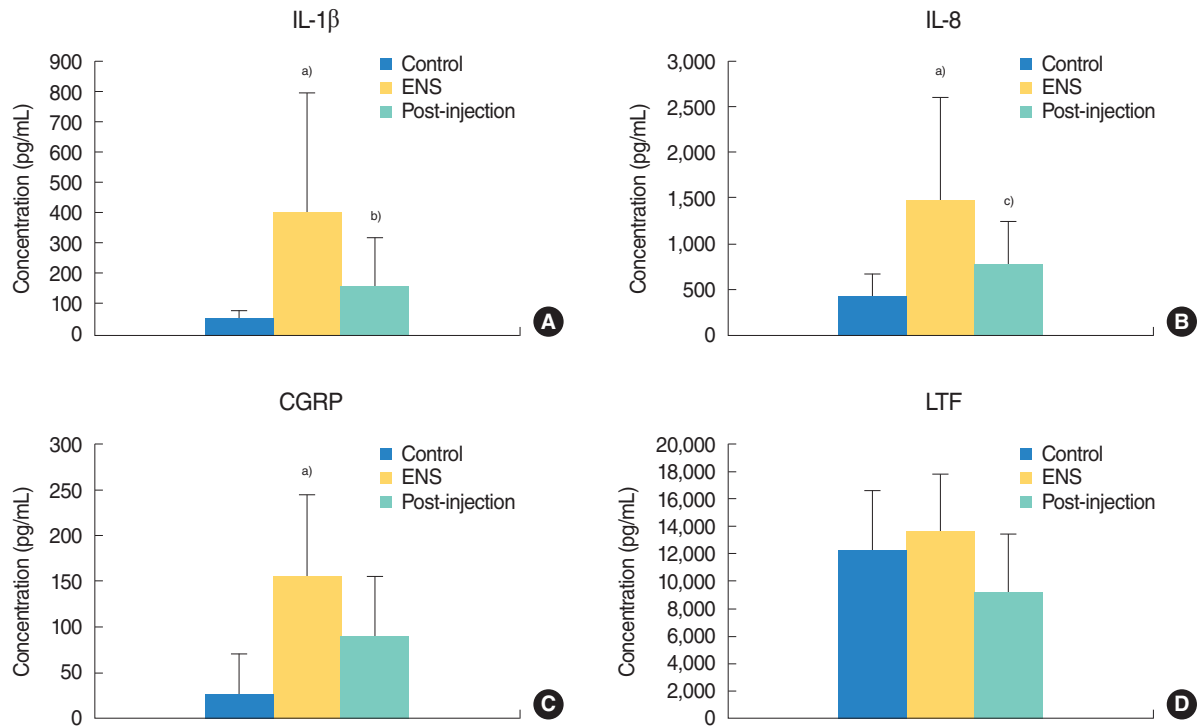 IL-1β
Concentration (pg/mL)
900
800
700
600
500
400
300
200
100
0
a)
b)
Control
ENS
Post-injection
A
IL-8
Concentration (pg/mL)
3,000
2,500
2,000
1,500
1,000
500
0
a)
c)
Control
ENS
Post-injection
B
CGRP
Concentration (pg/mL)
300
250
200
150
100
50
0
a)
Control
ENS
Post-injection
C
LTF
Concentration (pg/mL)
20,000
18,000
16,000
14,000
12,000
10,000
8,000
6,000
4,000
2,000
0
Control
ENS
Post-injection
D